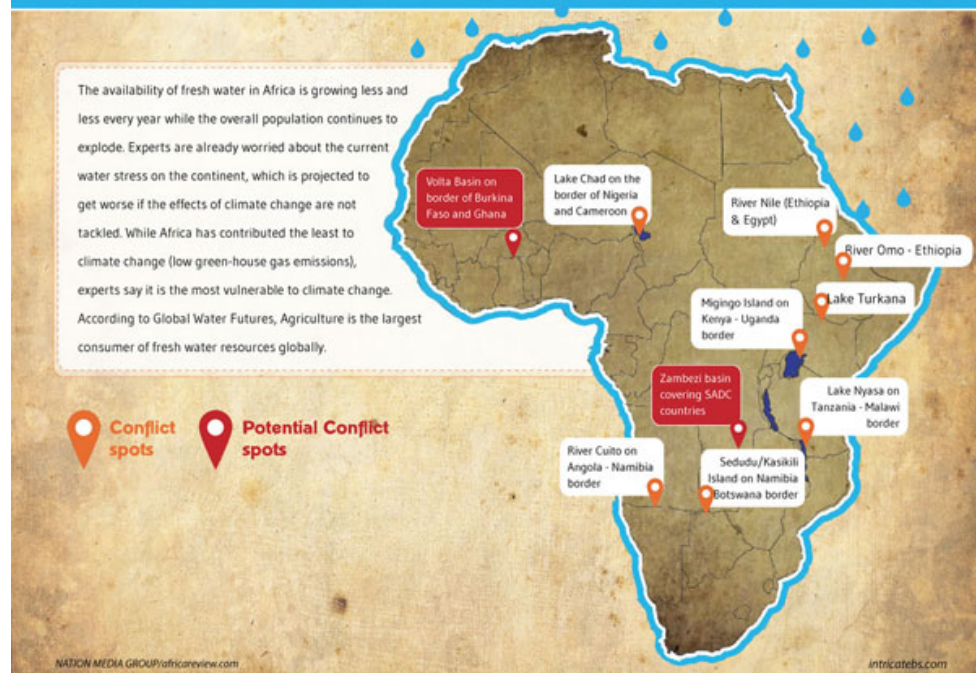 The availability of fresh water in Africa is growing less and
less every year while the overall population continues to
explode. Experts are already worried about the current
water stress on the continent, which is projected to
get worse if the effects of climate change are not
tackled. While Africa has contributed the least to
climate change (low green-house gas emissions),
experts say it is the most vulnerable to climate change.
According to Global Water Futures, Agriculture is the largest
consumer of fresh water resources globally.
Volta Basin on
border of Burkina
Faso and Ghana
Lake Chad on the
border of Nigeria
and Cameroon
River Nile (Ethiopia
& Egypt)
River Omo - Ethiopia
Lake Turkana
Migingo Island on
Kenya - Uganda
border
Zambezi basin
covering SADC
countries
Lake Nyasa on
Tanzania - Malawi
border
River Cuito on
Angola - Namibia
border
Sedudu/Kasikili
Island on Namibia
Botswana border
Conflict
spots
Potential Conflict
spots
NATION MEDIA GROUP/africareview.com
intricatebs.com